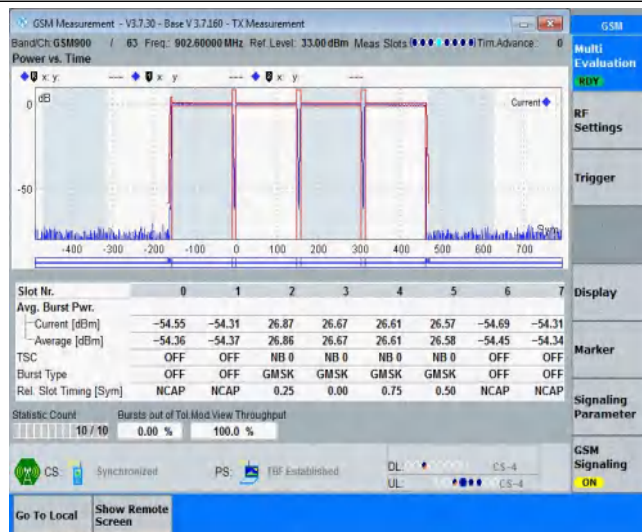 GSM Measurement - V3.7.30 - Base V 3.7.160 - TX Measurement
GSM
Band/Ch: GSM900 / 63 Freq.: 902.60000 MHz Ref.Level: 33.00 dBm Meas Slots Tim.Advance: 0
Power vs. Time
Multi Evaluation
RDY
x: y: --- x y --- x y ---
dB
Current
0
-50
Sym
-400 -300 -200 -100 0 100 200 300 400 500 600 700
RF Settings
Trigger
Slot Nr. 0 1 2 3 4 5 6 7
Avg. Burst Pwr.
Current [dBm] -54.55 -54.31 26.87 26.67 26.61 26.57 -54.69 -54.31
Average [dBm] -54.36 -54.37 26.86 26.67 26.61 26.58 -54.45 -54.34
TSC OFF OFF NB 0 NB 0 NB 0 NB 0 OFF OFF
Burst Type OFF OFF GMSK GMSK GMSK GMSK OFF OFF
Rel. Slot Timing [Sym] NCAP NCAP 0.25 0.00 0.75 0.50 NCAP NCAP
Display
Marker
Signaling Parameter
Statistic Count Bursts out of Tol. Mod.View Throughput
10 / 10 0.00 % 100.0 %
CS: Synchronized PS: TBF Established DL: CS-4
UL: CS-4
GSM Signaling
ON
Go To Local
Show Remote Screen